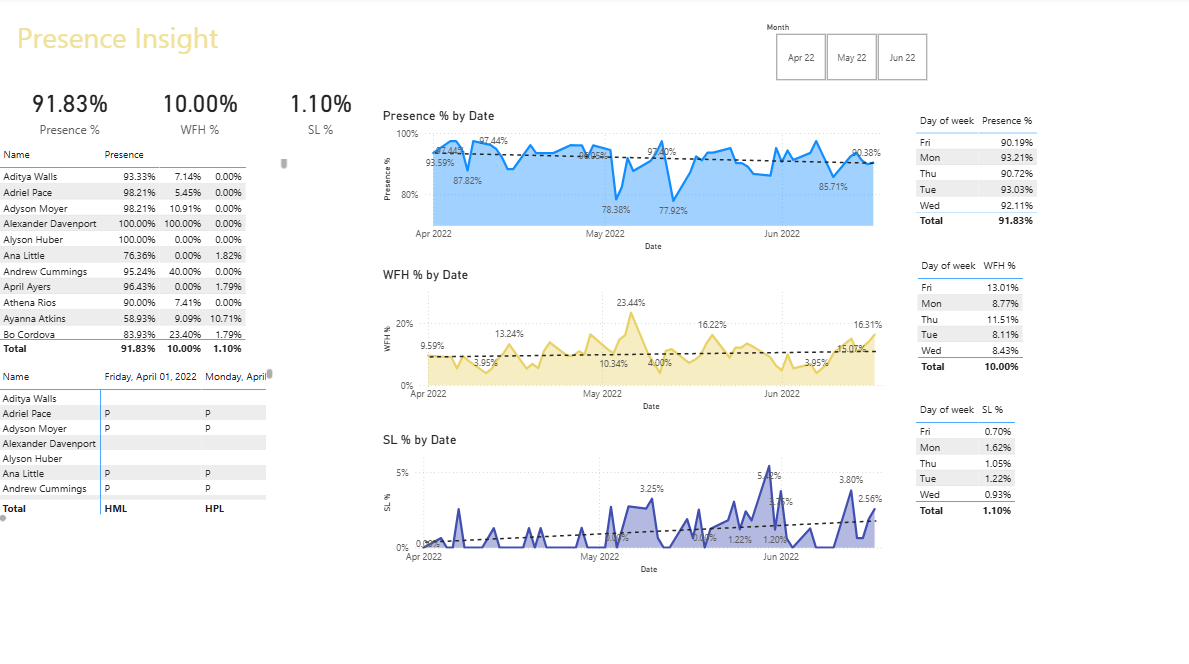 Presence Insight
Month
Apr 22 May 22 Jun 22
91.83% 10.00% 1.10%
Presence % WFH % SL %
Name Presence
Aditya Walls 93.33% 7.14% 0.00%
Adriel Pace 98.21% 5.45% 0.00%
Adyson Moyer 98.21% 10.91% 0.00%
Alexander Davenport 100.00% 100.00% 0.00%
Alyson Huber 100.00% 0.00% 0.00%
Ana Little 76.36% 0.00% 1.82%
Andrew Cummings 95.24% 40.00% 0.00%
April Ayers 96.43% 0.00% 1.79%
Athena Rios 90.00% 7.41% 0.00%
Ayanna Atkins 58.93% 9.09% 10.71%
Bo Cordova 83.93% 23.40% 1.79%
Total 91.83% 10.00% 1.10%
Name Friday, April 01, 2022 Monday, April
Aditya Walls
Adriel Pace P P
Adyson Moyer P P
Alexander Davenport
Alyson Huber
Ana Little P P
Andrew Cummings P P
Total HML HPL
Presence % by Date
Presence %
100%
80%
97.44% 97.44% 97.40% 90.38%
93.59%
87.82% 85.71%
78.38% 77.92%
Apr 2022 May 2022 Jun 2022
Date
WFH % by Date
WFH %
20%
0%
23.44%
13.24% 16.22% 16.31%
9.59% 15.07%
3.95% 10.34% 4.00% 3.95%
Apr 2022 May 2022 Jun 2022
Date
SL % by Date
SL %
5%
0%
3.80%
3.25% 2.56%
0.00% 0.00% 0.00% 1.22% 1.20%
Apr 2022 May 2022 Jun 2022
Date
Day of week Presence %
Fri 90.19%
Mon 93.21%
Thu 90.72%
Tue 93.03%
Wed 92.11%
Total 91.83%
Day of week WFH %
Fri 13.01%
Mon 8.77%
Thu 11.51%
Tue 8.11%
Wed 8.43%
Total 10.00%
Day of week SL %
Fri 0.70%
Mon 1.62%
Thu 1.05%
Tue 1.22%
Wed 0.93%
Total 1.10%